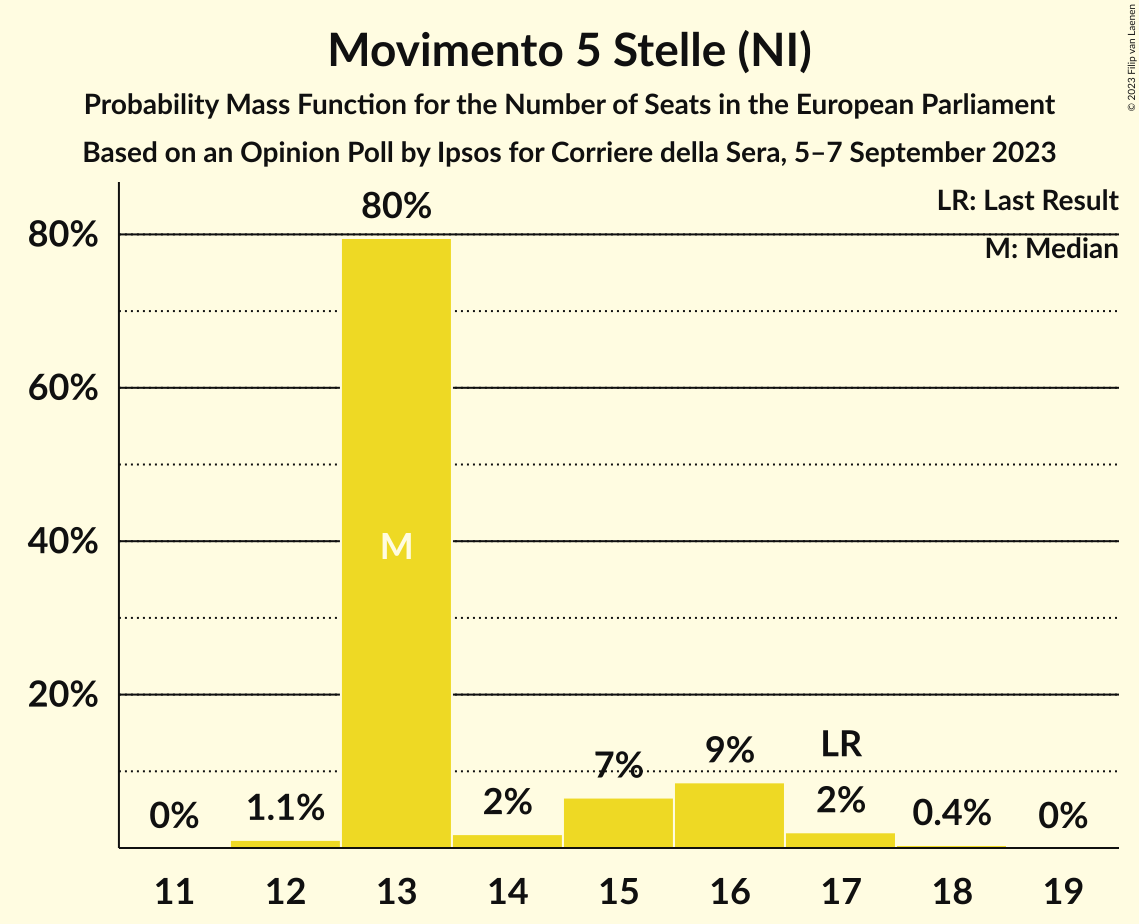 Movimento 5 Stelle (NI)
Probability Mass Function for the Number of Seats in the European Parliament
Based on an Opinion Poll by Ipsos for Corriere della Sera, 5–7 September 2023
© 2023 Filip van Laenen
LR: Last Result
M: Median
80%
60%
40%
20%
0%
1.1%
80%
M
2%
7%
9%
LR
2%
0.4%
0%
11 12 13 14 15 16 17 18 19